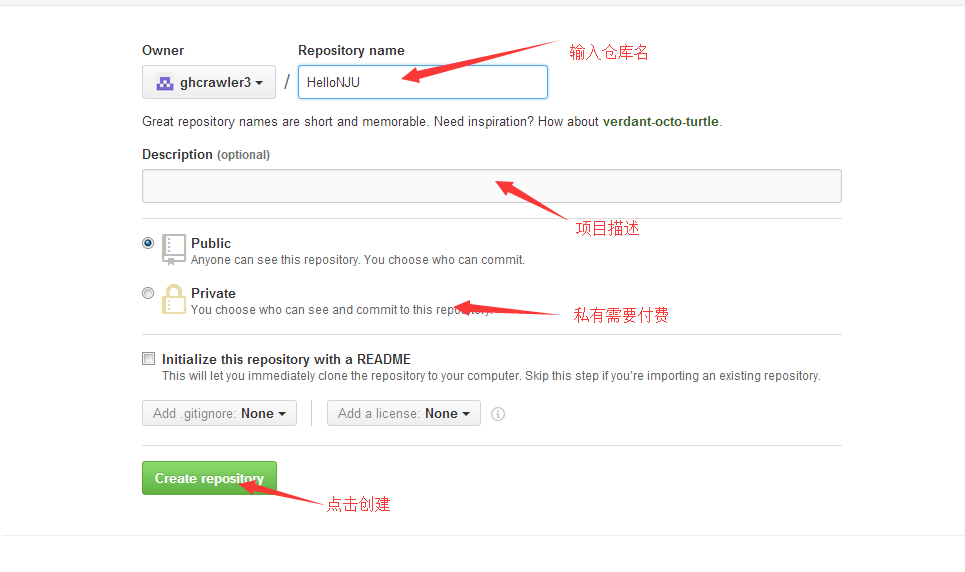 Owner
Repository name
输入仓库名
ghcrawler3 / HelloNJU
Great repository names are short and memorable. Need inspiration? How about verdant-octo-turtle.
Description (optional)
项目描述
Public
Anyone can see this repository. You choose who can commit.
Private
You choose who can see and commit to this repository.
私有需要付费
Initialize this repository with a README
This will let you immediately clone the repository to your computer. Skip this step if you’re importing an existing repository.
Add .gitignore: None
Add a license: None
Create repository
点击创建